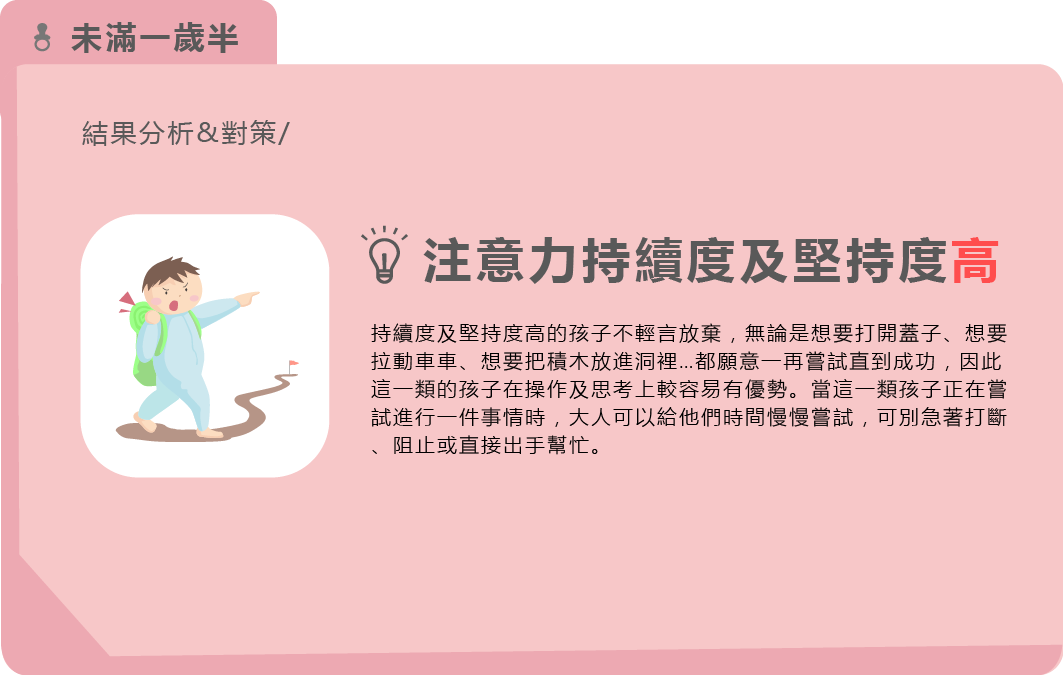 未滿一歲半
結果分析&對策/
注意力持續度及堅持度高
持續度及堅持度高的孩子不輕言放棄，無論是想要打開蓋子、想要
拉動車車、想要把積木放進洞裡...都願意一再嘗試直到成功，因此
這一類的孩子在操作及思考上較容易有優勢。當這一類孩子正在嘗
試進行一件事情時，大人可以給他們時間慢慢嘗試，可別急著打斷
、阻止或直接出手幫忙。